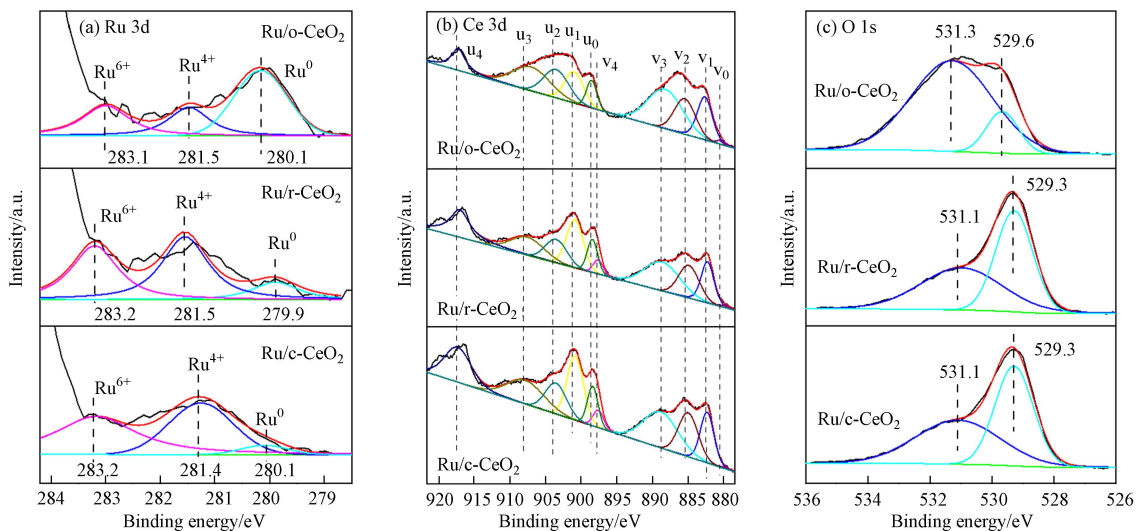 (a) Ru 3d
Ru/o-CeO₂
Ru⁶⁺
Ru⁴⁺
Ru⁰
283.1
281.5
280.1
Ru/r-CeO₂
Ru⁶⁺
Ru⁴⁺
Ru⁰
283.2
281.5
279.9
Ru/c-CeO₂
Ru⁶⁺
Ru⁴⁺
Ru⁰
283.2
281.4
280.1
Intensity/a.u.
284 283 282 281 280 279
Binding energy/eV
(b) Ce 3d
u₄
u₃
u₂
u₁
u₀
v₄
v₃
v₂
v₁
v₀
Ru/o-CeO₂
Ru/r-CeO₂
Ru/c-CeO₂
Intensity/a.u.
920 915 910 905 900 895 890 885 880
Binding energy/eV
(c) O 1s
531.3
529.6
Ru/o-CeO₂
529.3
531.1
Ru/r-CeO₂
529.3
531.1
Ru/c-CeO₂
Intensity/a.u.
536 534 532 530 528 526
Binding energy/eV